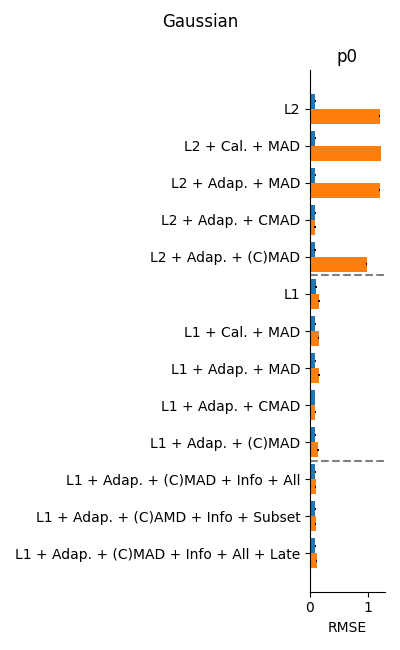 Gaussian
p0
L2
L2 + Cal. + MAD
L2 + Adap. + MAD
L2 + Adap. + CMAD
L2 + Adap. + (C)MAD
L1
L1 + Cal. + MAD
L1 + Adap. + MAD
L1 + Adap. + CMAD
L1 + Adap. + (C)MAD
L1 + Adap. + (C)MAD + Info + All
L1 + Adap. + (C)AMD + Info + Subset
L1 + Adap. + (C)MAD + Info + All + Late
0 1
RMSE